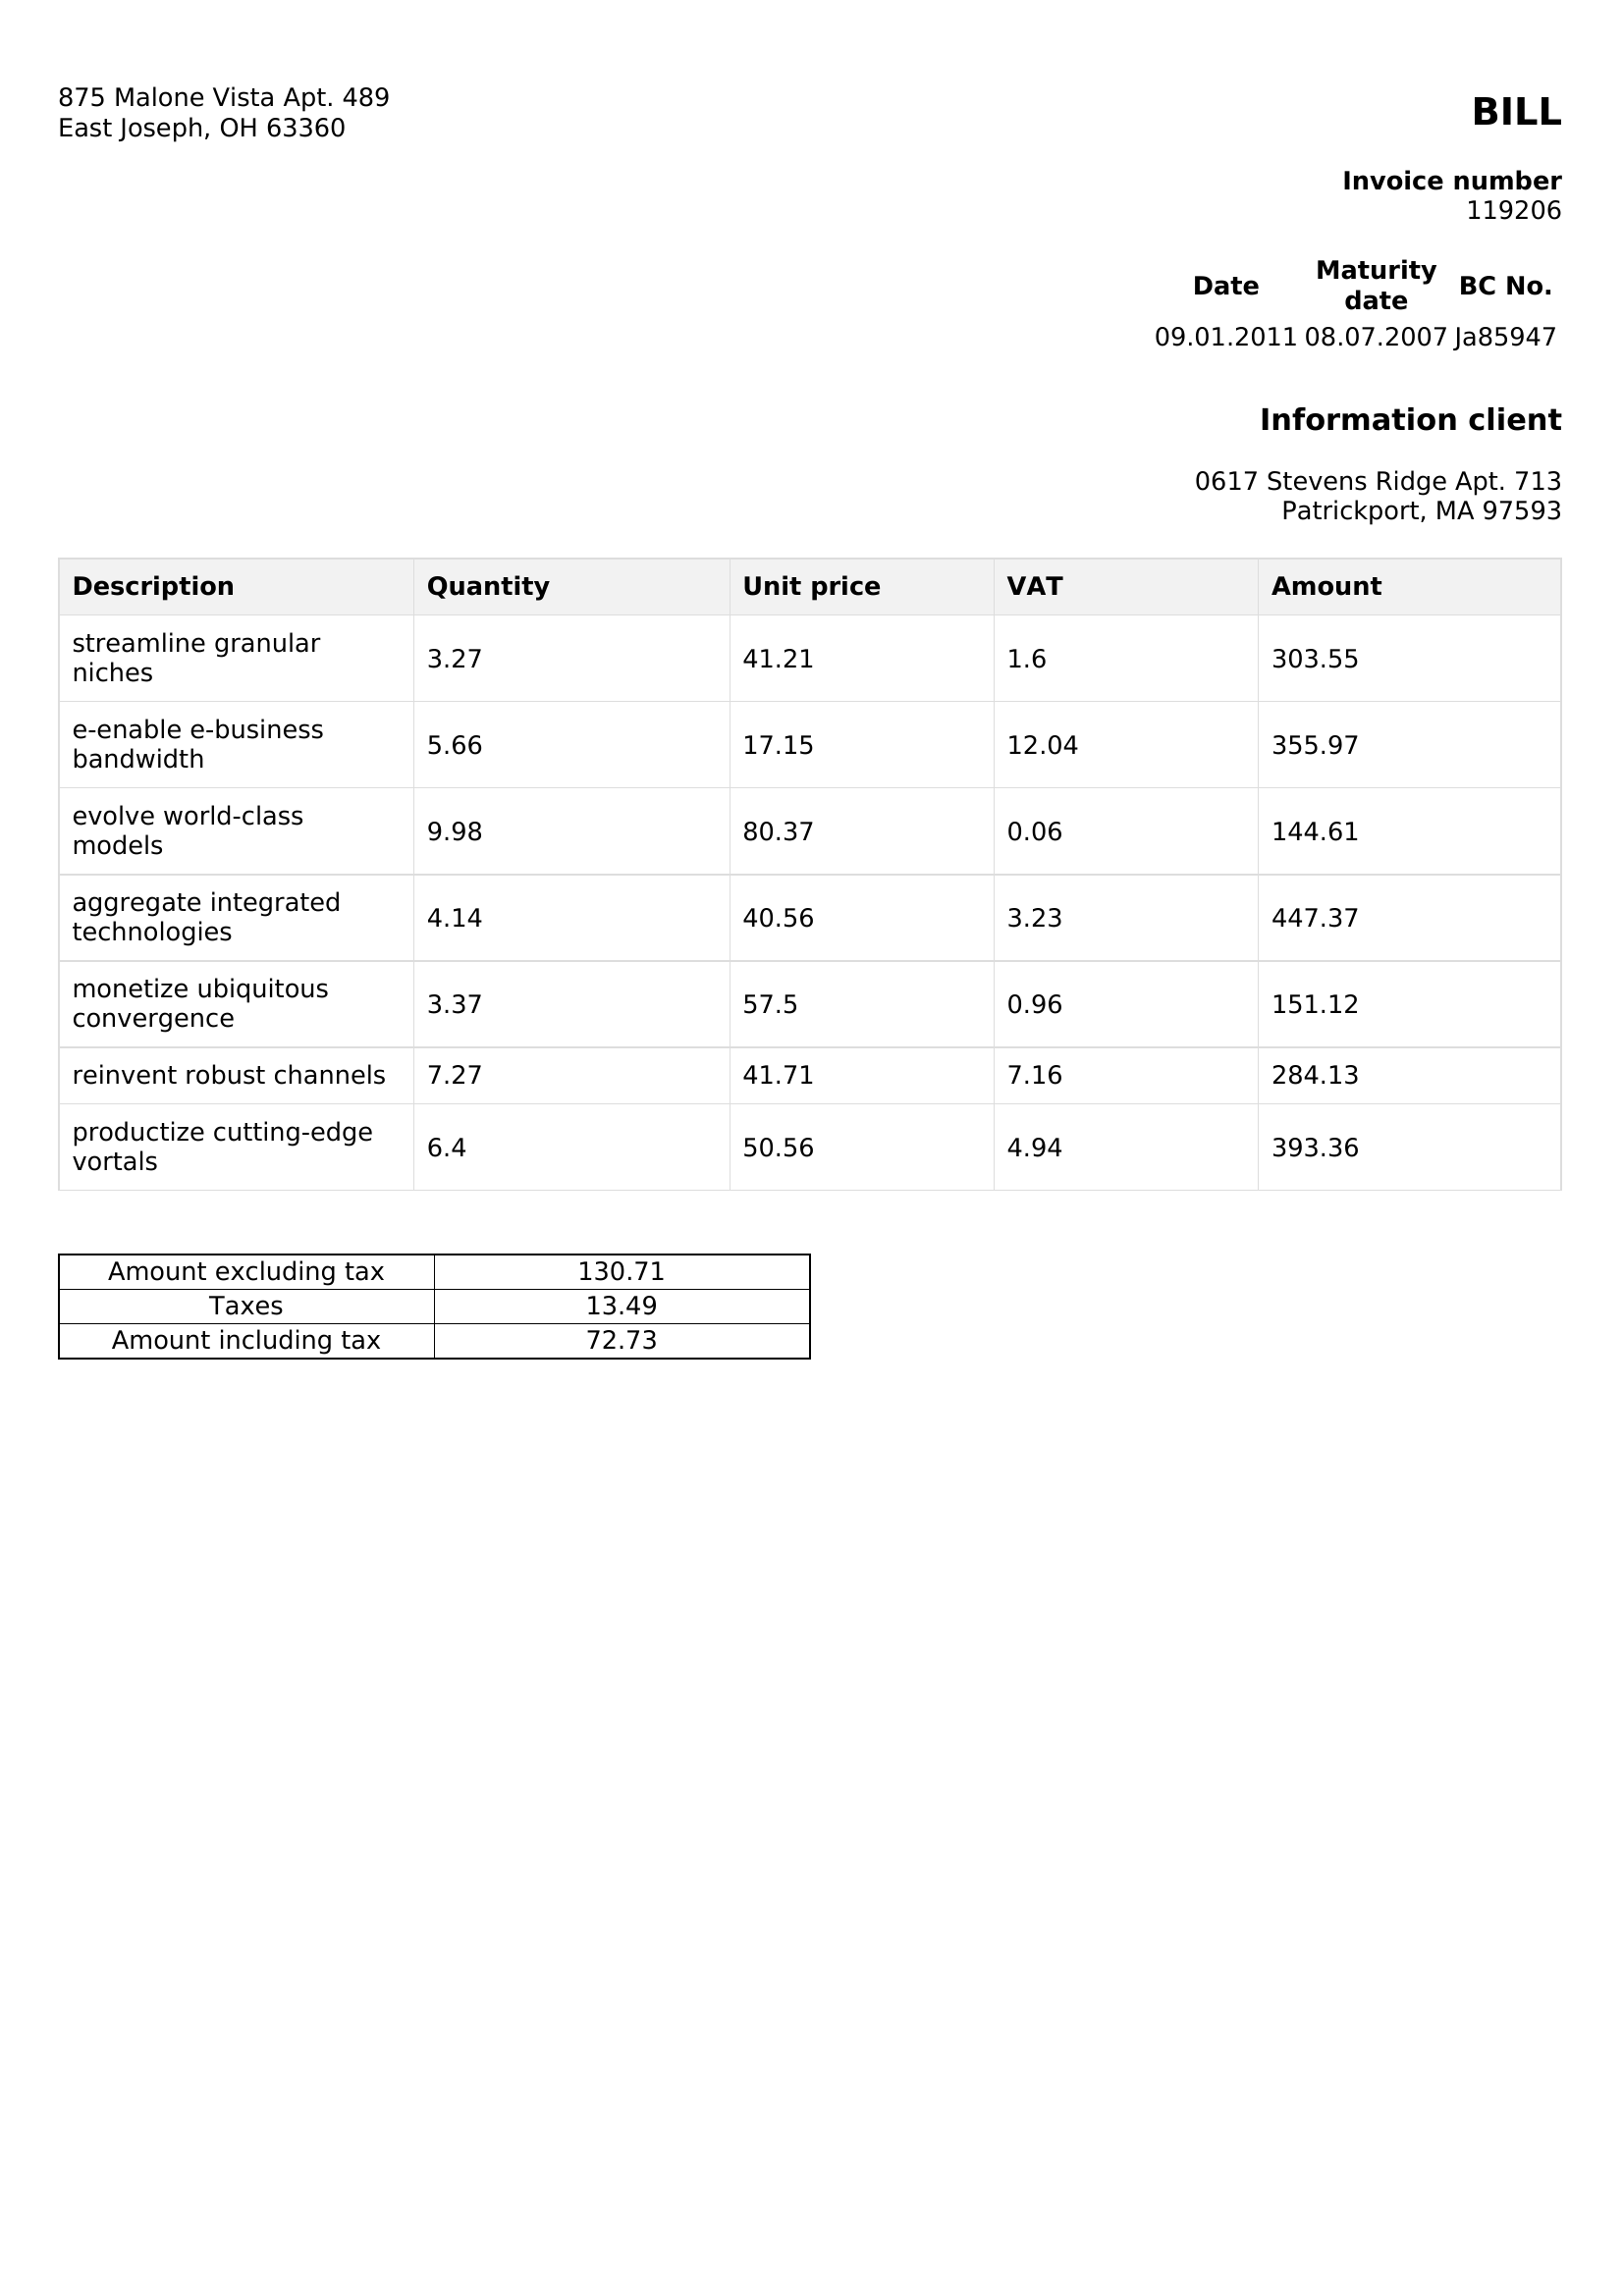 875 Malone Vista Apt. 489
East Joseph, OH 63360
BILL
Invoice number
119206
Date Maturity date BC No.
09.01.2011 08.07.2007 Ja85947
Information client
0617 Stevens Ridge Apt. 713
Patrickport, MA 97593
Description Quantity Unit price VAT Amount
streamline granular
niches 3.27 41.21 1.6 303.55
e-enable e-business
bandwidth 5.66 17.15 12.04 355.97
evolve world-class
models 9.98 80.37 0.06 144.61
aggregate integrated
technologies 4.14 40.56 3.23 447.37
monetize ubiquitous
convergence 3.37 57.5 0.96 151.12
reinvent robust channels 7.27 41.71 7.16 284.13
productize cutting-edge
vortals 6.4 50.56 4.94 393.36
Amount excluding tax 130.71
Taxes 13.49
Amount including tax 72.73